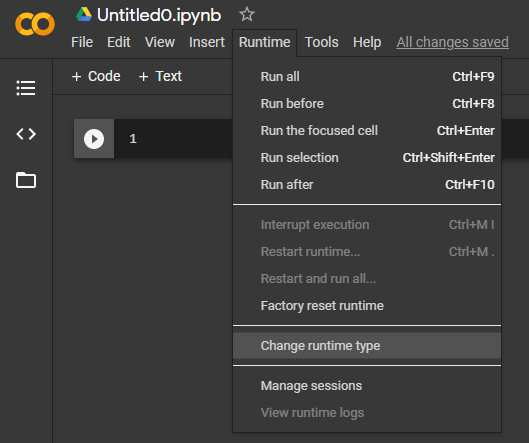 Untitled0.ipynb
File Edit View Insert Runtime Tools Help All changes saved
+ Code + Text
1
Run all Ctrl+F9
Run before Ctrl+F8
Run the focused cell Ctrl+Enter
Run selection Ctrl+Shift+Enter
Run after Ctrl+F10
Interrupt execution Ctrl+M I
Restart runtime... Ctrl+M .
Restart and run all...
Factory reset runtime
Change runtime type
Manage sessions
View runtime logs